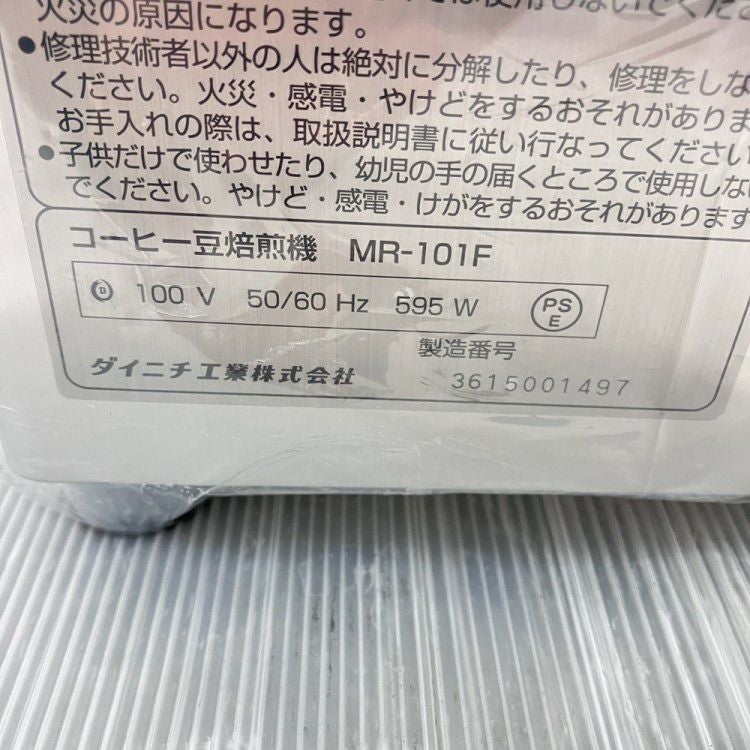 火災の原因になります。
●修理技術者以外の人は絶対に分解したり、修理をしな
ください。火災・感電・やけどをするおそれがありま
お手入れの際は、取扱説明書に従い行なってください
●子供だけで使わせたり、幼児の手の届くところで使用しな
でください。やけど・感電・けがをするおそれがあります
コーヒー豆焙煎機 MR-101F
100 V 50/60 Hz 595 W PS E
製造番号
ダイニチ工業株式会社 3615001497